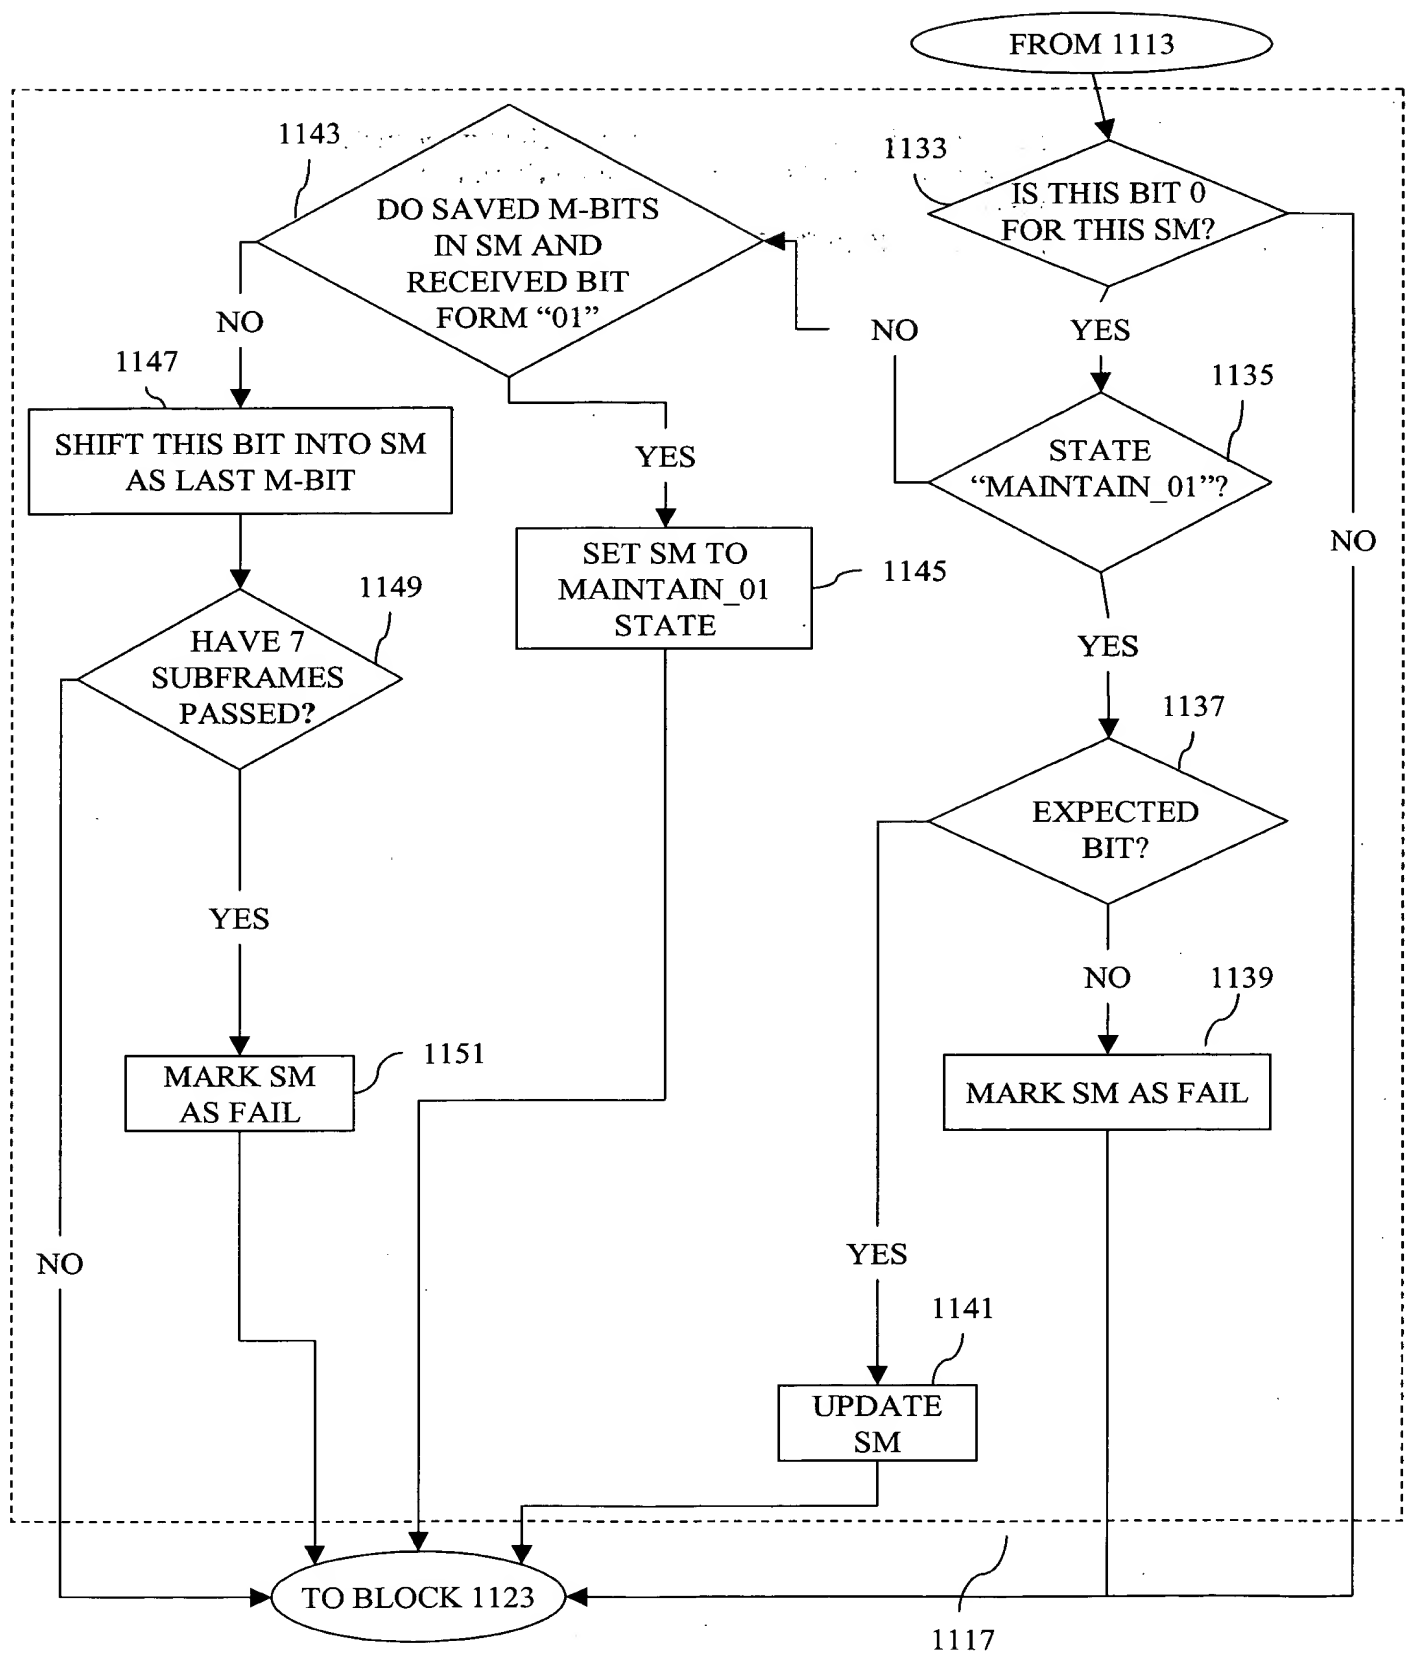 FROM 1113
1133
IS THIS BIT 0
FOR THIS SM?
1143
DO SAVED M-BITS
IN SM AND
RECEIVED BIT
FORM “01”
NO
YES
NO
1147
SHIFT THIS BIT INTO SM
AS LAST M-BIT
1135
STATE
“MAINTAIN_01”?
YES
SET SM TO
MAINTAIN_01
STATE
1145
NO
1149
HAVE 7
SUBFRAMES
PASSED?
YES
1137
EXPECTED
BIT?
YES
NO
1139
MARK SM AS FAIL
1151
MARK SM
AS FAIL
NO
YES
1141
UPDATE
SM
TO BLOCK 1123
1117